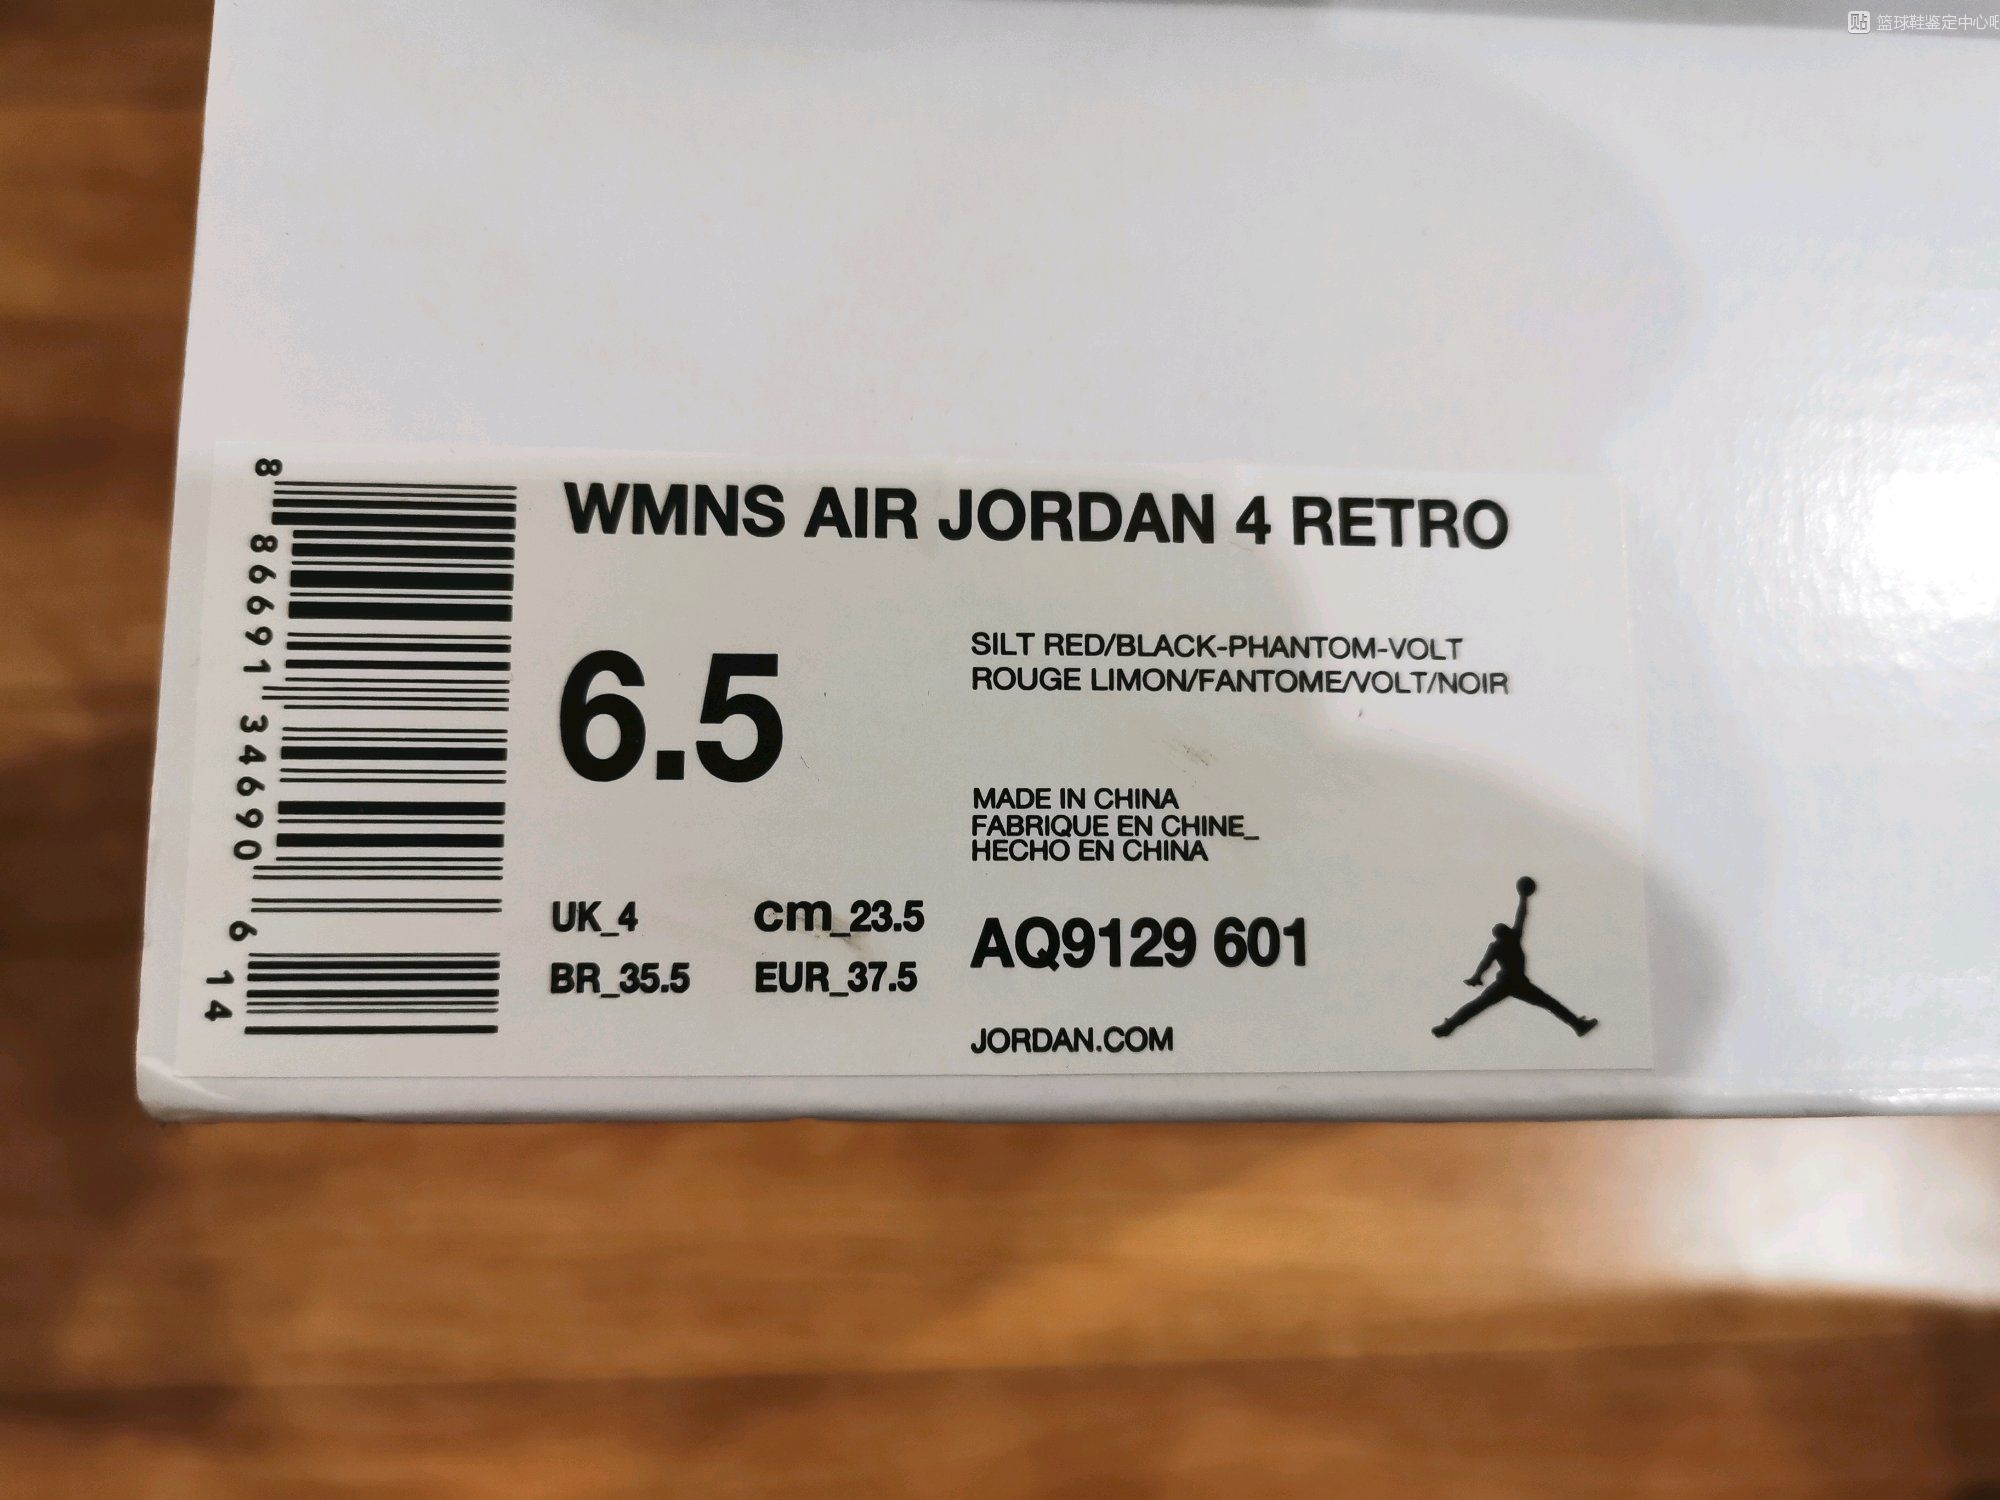 贴 篮球鞋鉴定中心吧
WMNS AIR JORDAN 4 RETRO
6.5
SILT RED/BLACK-PHANTOM-VOLT
ROUGE LIMON/FANTOME/VOLT/NOIR
MADE IN CHINA
FABRIQUE EN CHINE_
HECHO EN CHINA
UK_4 cm_23.5
BR_35.5 EUR_37.5
AQ9129 601
JORDAN.COM
8 86691 34690 6 14